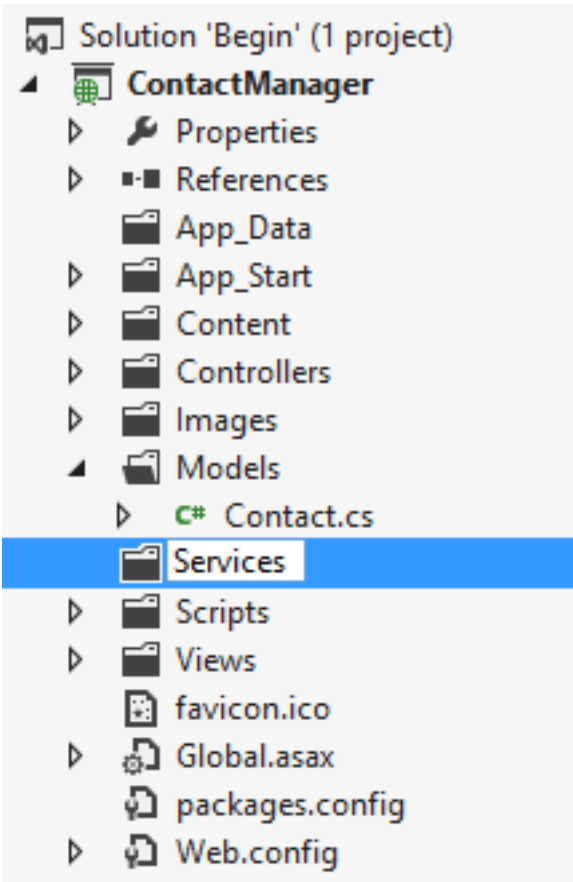 Solution 'Begin' (1 project)
ContactManager
Properties
References
App_Data
App_Start
Content
Controllers
Images
Models
C# Contact.cs
Services
Scripts
Views
favicon.ico
Global.asax
packages.config
Web.config